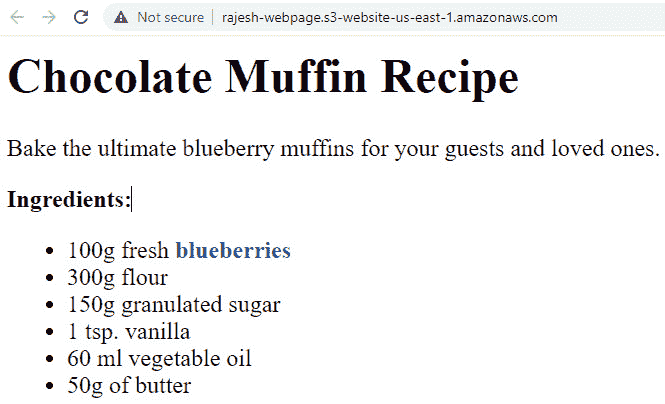 Not secure | rajesh-webpage.s3-website-us-east-1.amazonaws.com
Chocolate Muffin Recipe
Bake the ultimate blueberry muffins for your guests and loved ones.
Ingredients:
• 100g fresh blueberries
• 300g flour
• 150g granulated sugar
• 1 tsp. vanilla
• 60 ml vegetable oil
• 50g of butter